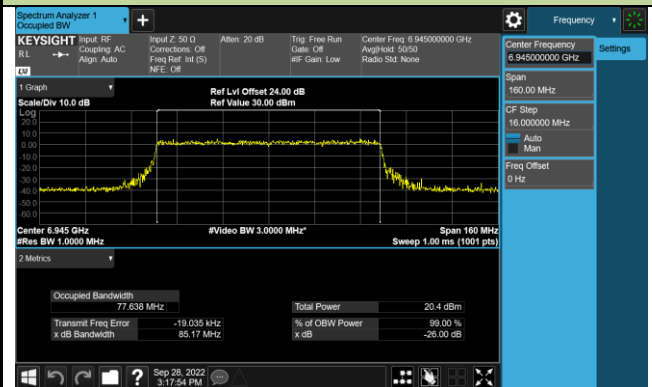 Spectrum Analyzer 1
Occupied BW
Frequency
KEYSIGHT
Input: RF
Coupling: AC
Align: Auto
Input Z: 50 Ω
Corrections: Off
Freq Ref: Int (S)
NFE: Off
Atten: 20 dB
Trig: Free Run
Gate: Off
#IF Gain: Low
Center Freq: 6.945000000 GHz
Avg|Hold: 50/50
Radio Std: None
RL
LXI
Center Frequency
6.945000000 GHz
Settings
Span
160.00 MHz
CF Step
16.000000 MHz
Auto
Man
Freq Offset
0 Hz
1 Graph
Scale/Div 10.0 dB
Ref Lvl Offset 24.00 dB
Ref Value 30.00 dBm
Log
20.0
10.0
0.00
-10.0
-20.0
-30.0
-40.0
-50.0
-60.0
Center 6.945 GHz
#Res BW 1.0000 MHz
#Video BW 3.0000 MHz*
Span 160 MHz
Sweep 1.00 ms (1001 pts)
2 Metrics
Occupied Bandwidth
77.638 MHz
Total Power 20.4 dBm
Transmit Freq Error -19.035 kHz
% of OBW Power 99.00 %
x dB Bandwidth 85.17 MHz
x dB -26.00 dB
?
Sep 28, 2022
3:17:54 PM